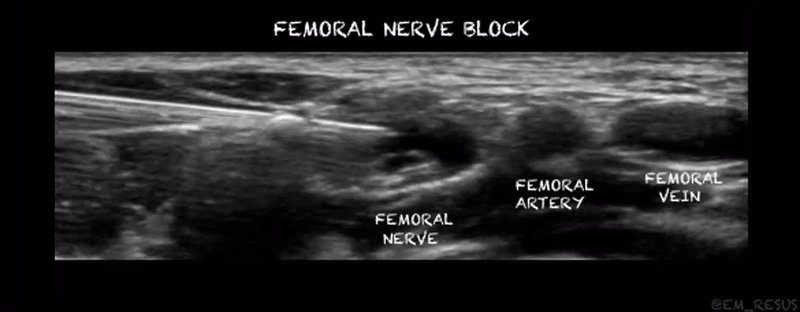 FEMORAL NERVE BLOCK
FEMORAL
ARTERY
FEMORAL
VEIN
FEMORAL
NERVE
@EM_RESUS